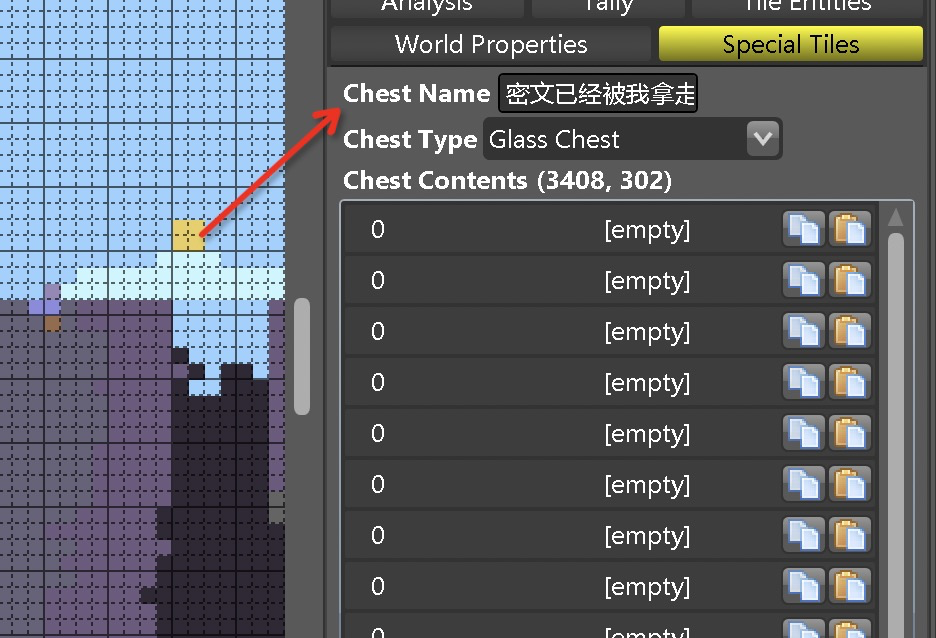 Analysis Tally Tile Entities
World Properties Special Tiles
Chest Name 密文已经被我拿走
Chest Type Glass Chest
Chest Contents (3408, 302)
0 [empty]
0 [empty]
0 [empty]
0 [empty]
0 [empty]
0 [empty]
0 [empty]
0 [empty]
0 [empty]